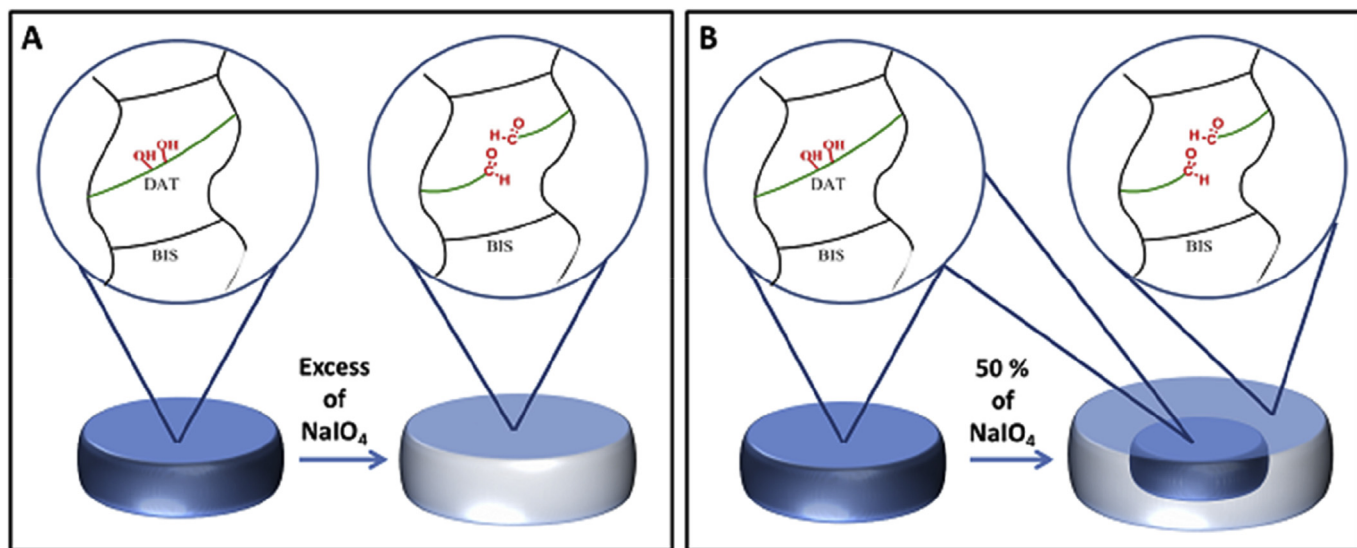 A
OH
OH
DAT
BIS
H-C
O
O
C
H
BIS
Excess
of
NaIO₄
B
OH
OH
DAT
BIS
H-C
O
O
C
H
BIS
50 %
of
NaIO₄